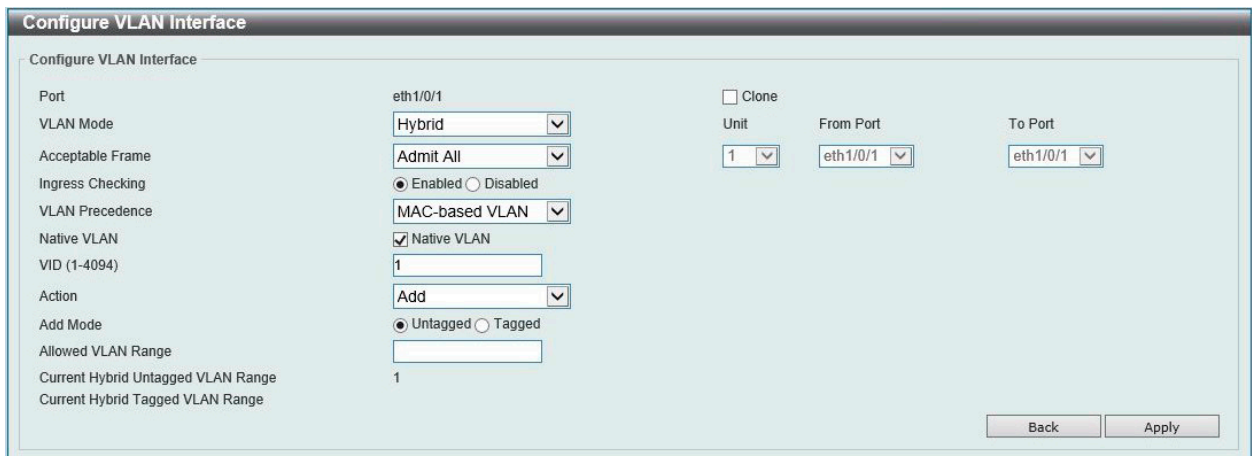 Configure VLAN Interface
Configure VLAN Interface
Port eth1/0/1 Clone
VLAN Mode Hybrid Unit From Port To Port
Acceptable Frame Admit All 1 eth1/0/1 eth1/0/1
Ingress Checking Enabled Disabled
VLAN Precedence MAC-based VLAN
Native VLAN Native VLAN
VID (1-4094) 1
Action Add
Add Mode Untagged Tagged
Allowed VLAN Range
Current Hybrid Untagged VLAN Range 1
Current Hybrid Tagged VLAN Range
Back Apply